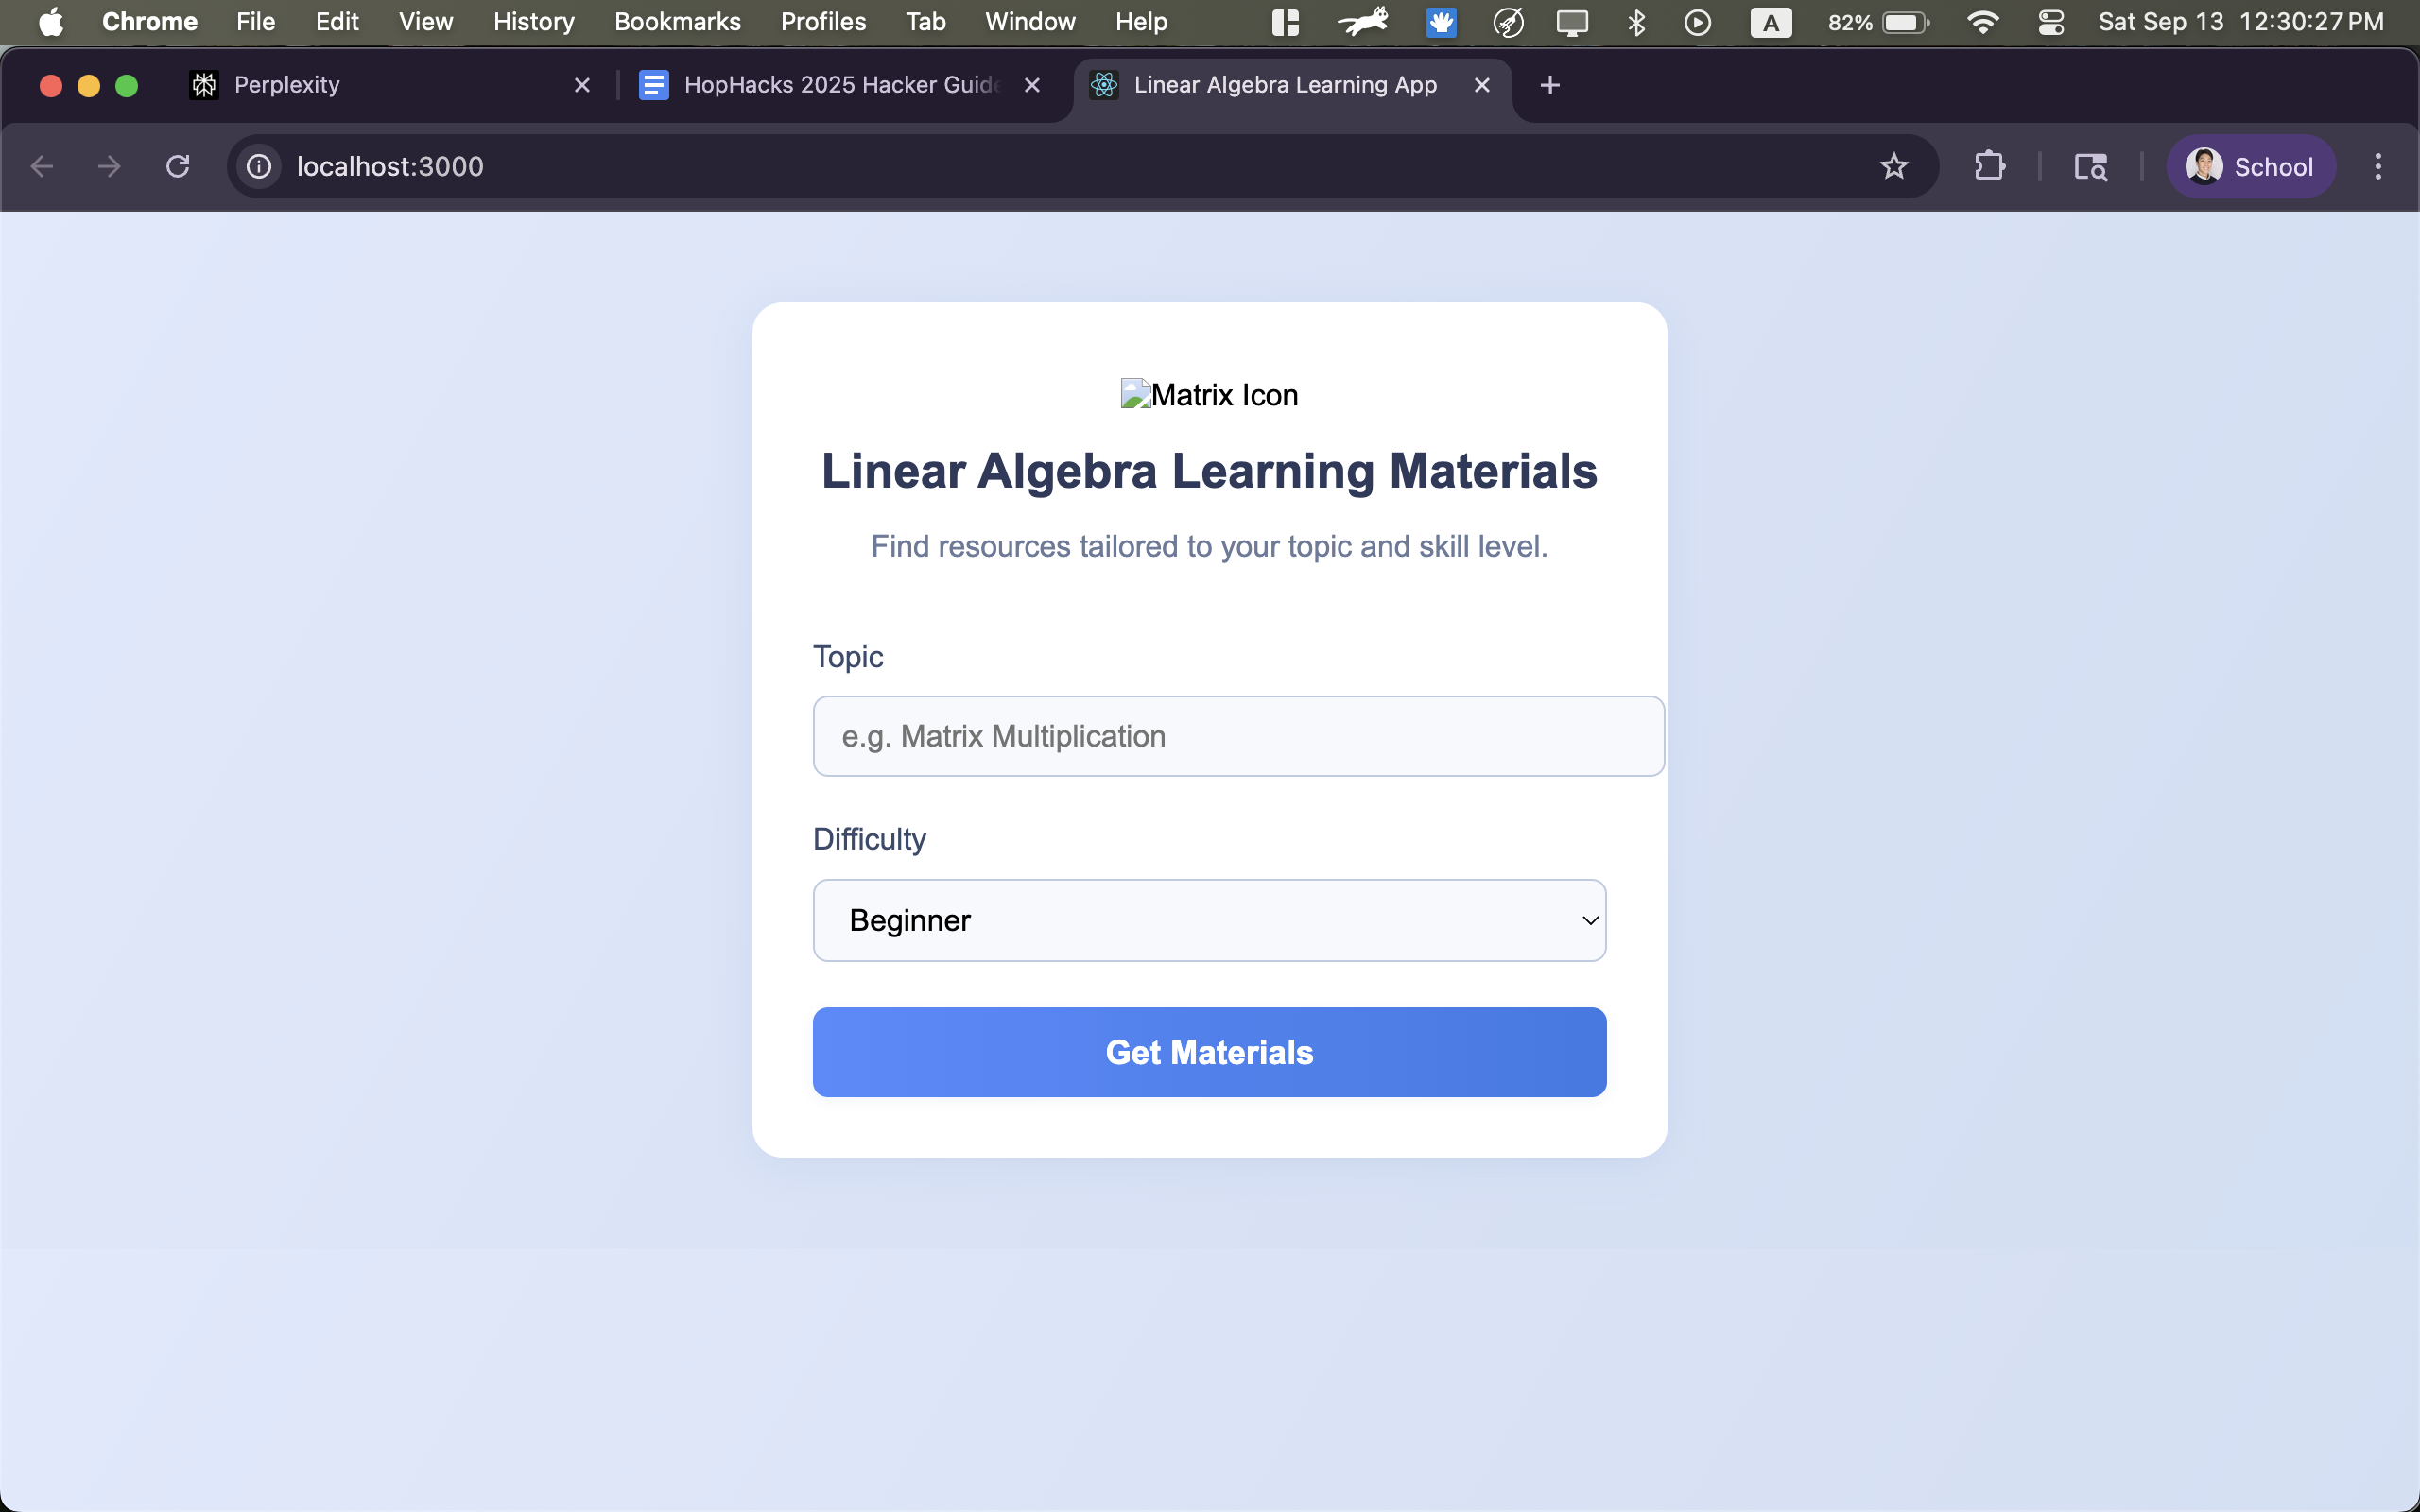 Chrome File Edit View History Bookmarks Profiles Tab Window Help A 82% Sat Sep 13 12:30:27 PM
Perplexity HopHacks 2025 Hacker Guide Linear Algebra Learning App
localhost:3000 School
Matrix Icon
Linear Algebra Learning Materials
Find resources tailored to your topic and skill level.
Topic
e.g. Matrix Multiplication
Difficulty
Beginner
Get Materials